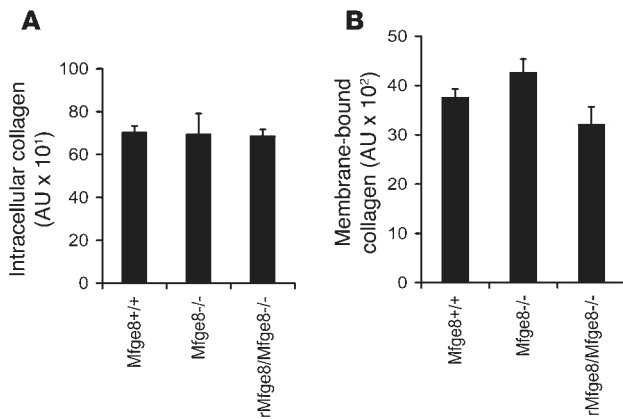 A
Intracellular collagen
(AU x 10¹)
100
80
60
40
20
0
Mfge8+/+
Mfge8-/-
rMfge8/Mfge8-/-
B
Membrane-bound
collagen (AU x 10²)
50
40
30
20
10
0
Mfge8+/+
Mfge8-/-
rMfge8/Mfge8-/-